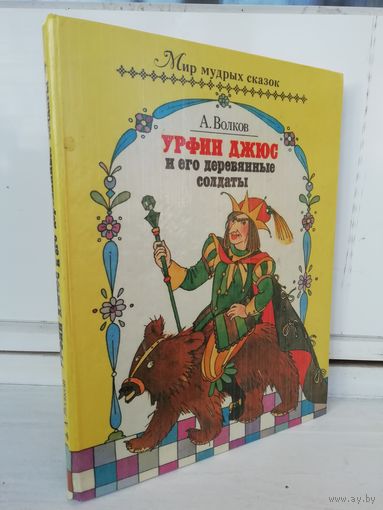 Мир мудрых сказок
А. Волков
УРФИН ДЖЮС
и его деревянные
солдаты
www.ay.by